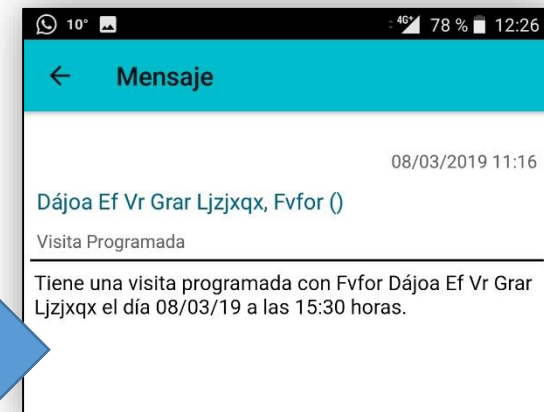 10° 4G+ 78 % 12:26
Mensaje
08/03/2019 11:16
Dájoa Ef Vr Grar Ljzjxqx, Fvfor ()
Visita Programada
Tiene una visita programada con Fvfor Dájoa Ef Vr Grar
Ljzjxqx el día 08/03/19 a las 15:30 horas.